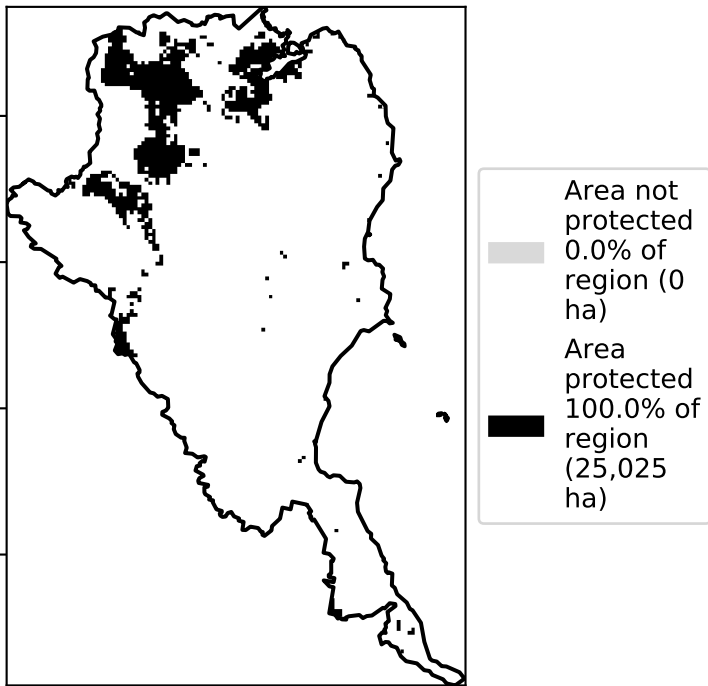 Area not
protected
0.0% of
region (0
ha)
Area
protected
100.0% of
region
(25,025
ha)